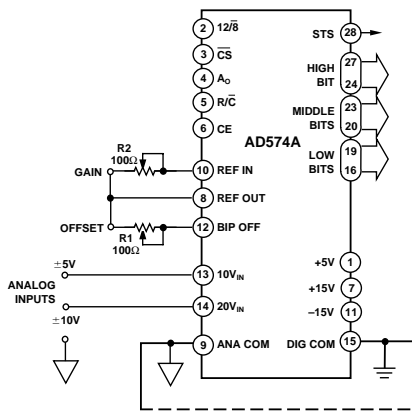 AD574A
2 12/8̅
3 C̅S̅
4 AO
5 R/C̅
6 CE
R2
100Ω
GAIN
10 REF IN
8 REF OUT
OFFSET
12 BIP OFF
R1
100Ω
±5V
13 10VIN
ANALOG
INPUTS
14 20VIN
±10V
9 ANA COM
STS 28
HIGH
BIT
27
24
MIDDLE
BITS
23
20
LOW
BITS
19
16
+5V 1
+15V 7
–15V 11
DIG COM 15